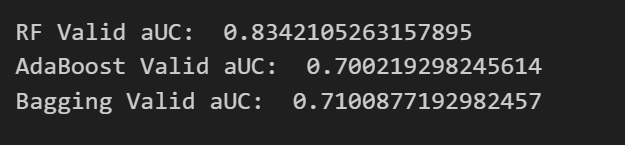 RF Valid aUC:  0.8342105263157895
AdaBoost Valid aUC:  0.700219298245614
Bagging Valid aUC:  0.7100877192982457